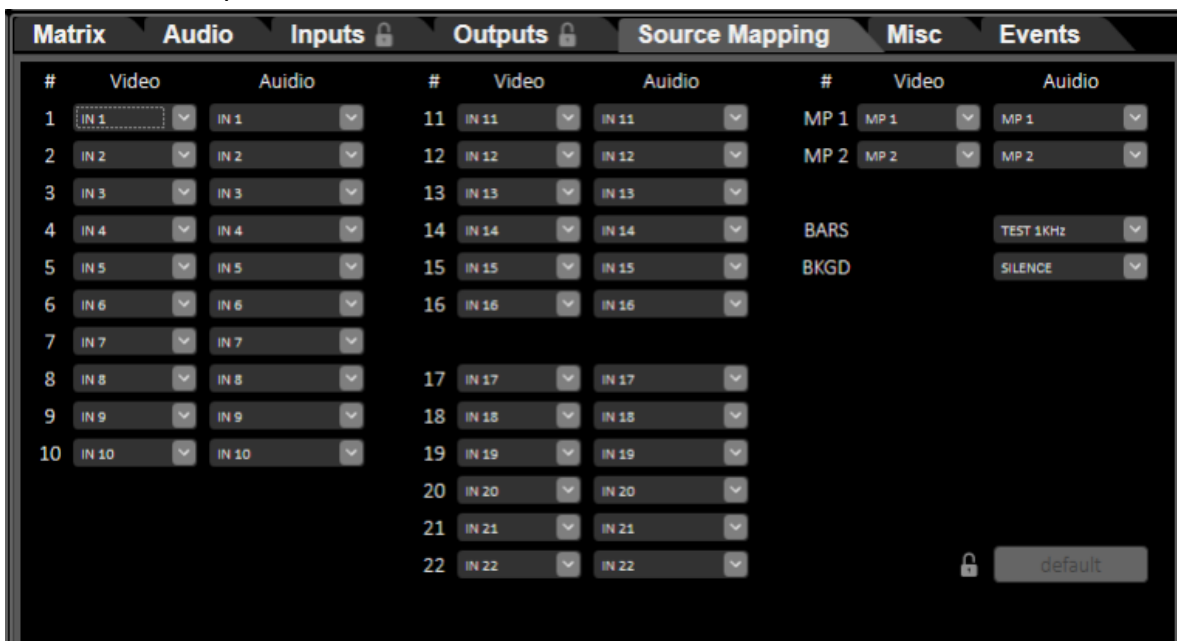 Matrix Audio Inputs Outputs Source Mapping Misc Events
# Video Auidio # Video Auidio # Video Auidio
1 IN 1 IN 1 11 IN 11 IN 11 MP 1 MP 1 MP 1
2 IN 2 IN 2 12 IN 12 IN 12 MP 2 MP 2 MP 2
3 IN 3 IN 3 13 IN 13 IN 13
4 IN 4 IN 4 14 IN 14 IN 14 BARS TEST 1KHz
5 IN 5 IN 5 15 IN 15 IN 15 BKGD SILENCE
6 IN 6 IN 6 16 IN 16 IN 16
7 IN 7 IN 7
8 IN 8 IN 8 17 IN 17 IN 17
9 IN 9 IN 9 18 IN 18 IN 18
10 IN 10 IN 10 19 IN 19 IN 19
20 IN 20 IN 20
21 IN 21 IN 21
22 IN 22 IN 22 default